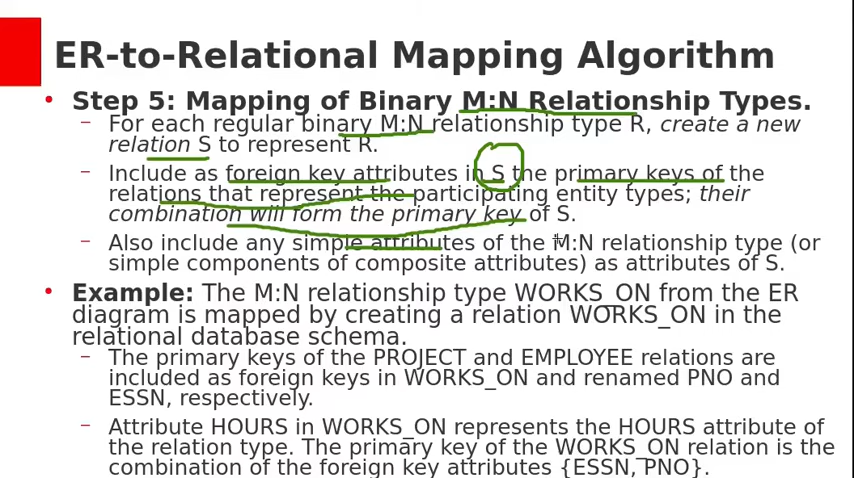 ER-to-Relational Mapping Algorithm
• Step 5: Mapping of Binary M:N Relationship Types.
– For each regular binary M:N relationship type R, create a new
relation S to represent R.
– Include as foreign key attributes in S the primary keys of the
relations that represent the participating entity types; their
combination will form the primary key of S.
– Also include any simple attributes of the M:N relationship type (or
simple components of composite attributes) as attributes of S.
• Example: The M:N relationship type WORKS_ON from the ER
diagram is mapped by creating a relation WORKS_ON in the
relational database schema.
– The primary keys of the PROJECT and EMPLOYEE relations are
included as foreign keys in WORKS_ON and renamed PNO and
ESSN, respectively.
– Attribute HOURS in WORKS_ON represents the HOURS attribute of
the relation type. The primary key of the WORKS_ON relation is the
combination of the foreign key attributes {ESSN, PNO}.